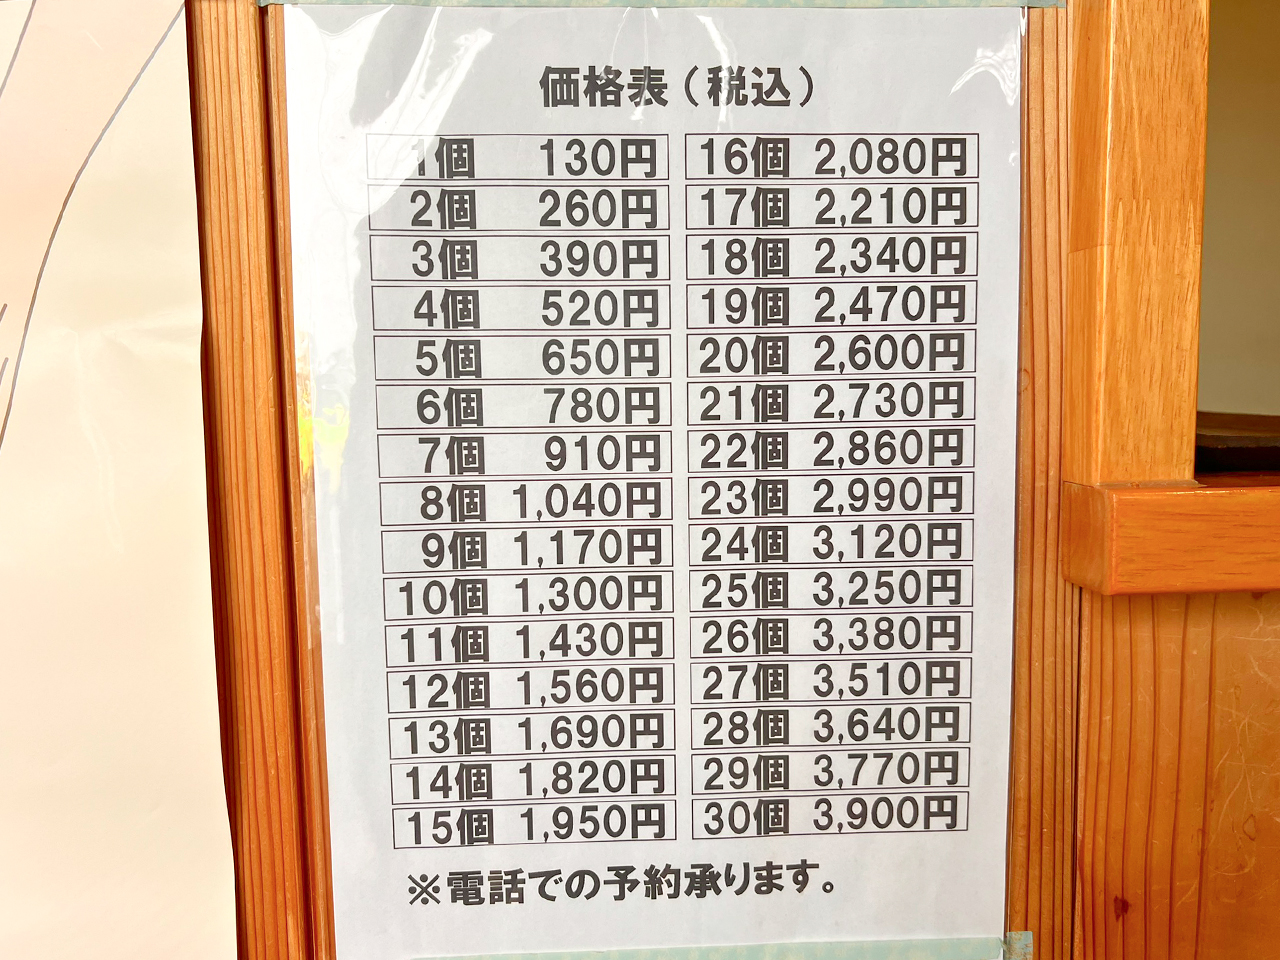 価格表（税込）
1個 130円
2個 260円
3個 390円
4個 520円
5個 650円
6個 780円
7個 910円
8個 1,040円
9個 1,170円
10個 1,300円
11個 1,430円
12個 1,560円
13個 1,690円
14個 1,820円
15個 1,950円
16個 2,080円
17個 2,210円
18個 2,340円
19個 2,470円
20個 2,600円
21個 2,730円
22個 2,860円
23個 2,990円
24個 3,120円
25個 3,250円
26個 3,380円
27個 3,510円
28個 3,640円
29個 3,770円
30個 3,900円
※電話での予約承ります。